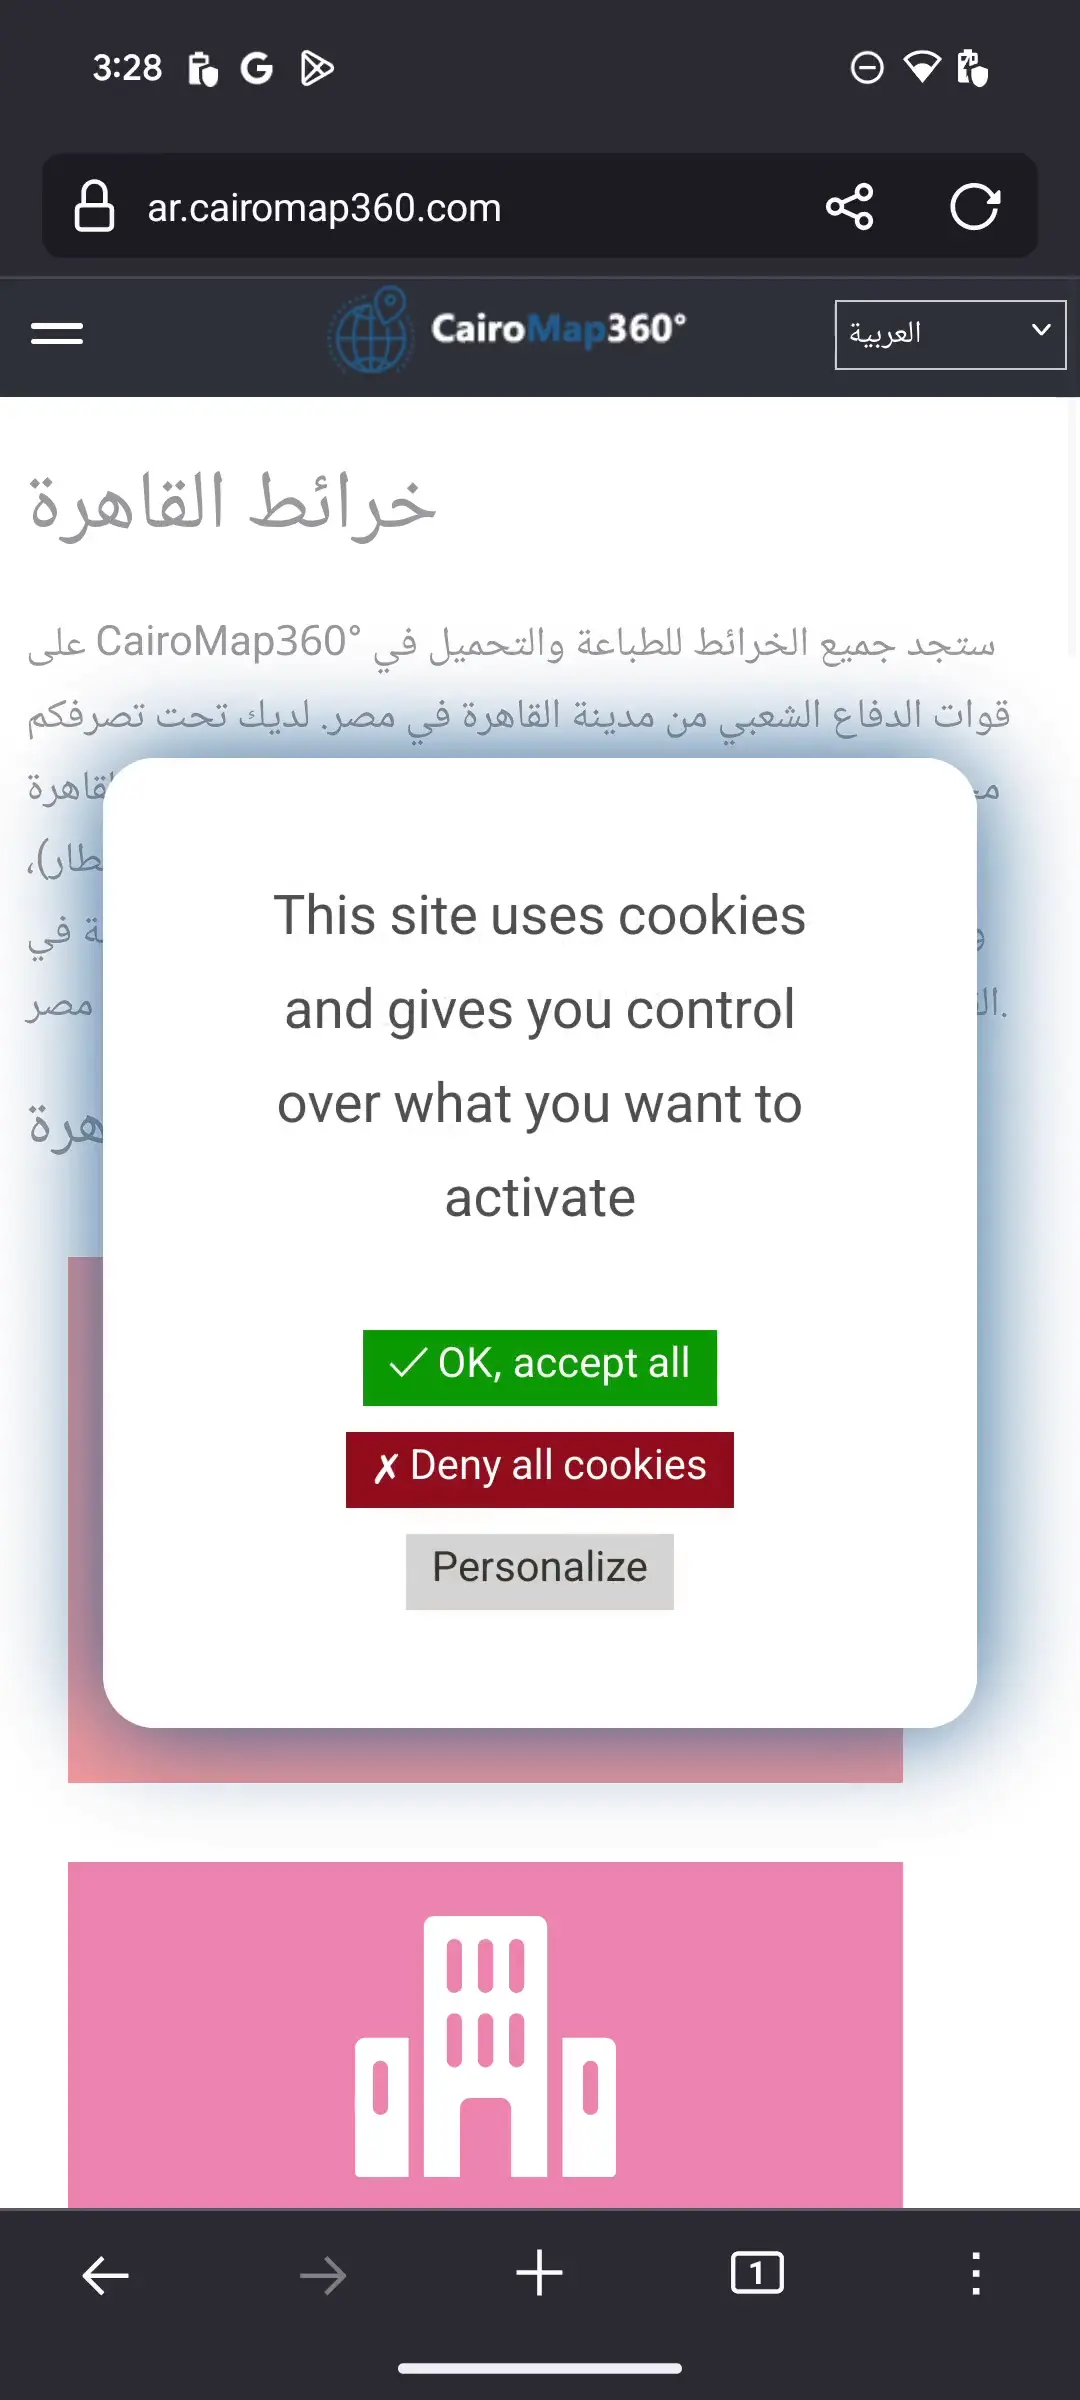 3:28
ar.cairomap360.com
CairoMap360°
العربية
خرائط القاهرة
ستجد جميع الخرائط للطباعة والتحميل في CairoMap360° على
قوات الدفاع الشعبي من مدينة القاهرة في مصر. لديك تحت تصرفكم
في
مصر
This site uses cookies
and gives you control
over what you want to
activate
✓ OK, accept all
✗ Deny all cookies
Personalize
1